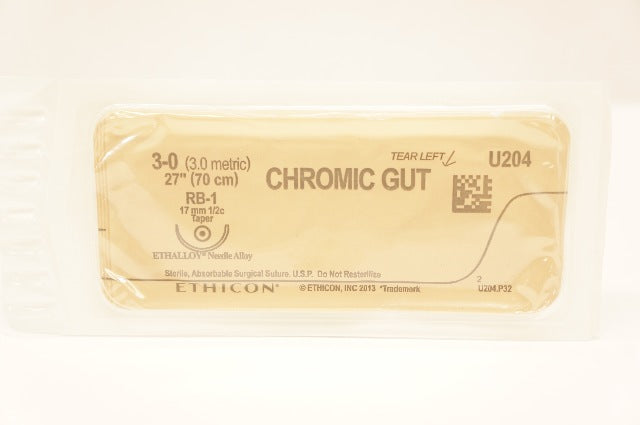 3-0 (3.0 metric)
27" (70 cm)
RB-1
17 mm 1/2c
Taper
ETHALLOY® Needle Alloy
CHROMIC GUT
TEAR LEFT
U204
Sterile, Absorbable Surgical Suture. U.S.P. Do Not Resterilize
ETHICON*
© ETHICON, INC 2013 *Trademark
2
U204.P32